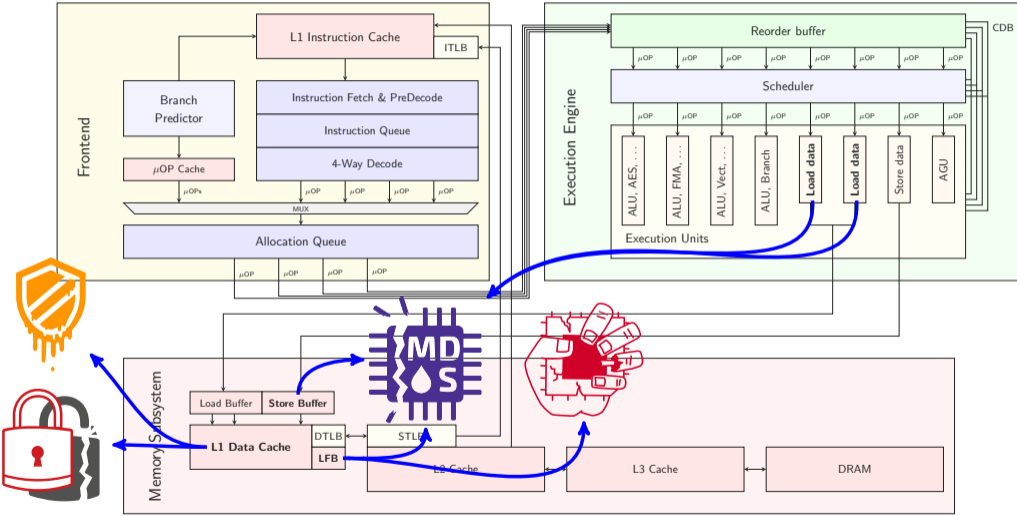 Frontend
L1 Instruction Cache
ITLB
Branch
Predictor
Instruction Fetch & PreDecode
Instruction Queue
4-Way Decode
μOP Cache
μOPs
μOP
μOP
μOP
μOP
MUX
Allocation Queue
μOP
μOP
μOP
μOP
Execution Engine
Reorder buffer
CDB
μOP
μOP
μOP
μOP
μOP
μOP
μOP
μOP
Scheduler
μOP
μOP
μOP
μOP
μOP
μOP
μOP
μOP
ALU, AES, ...
ALU, FMA, ...
ALU, Vect, ...
ALU, Branch
Load data
Load data
Store data
AGU
Execution Units
MD
S
Memory Subsystem
Load Buffer
Store Buffer
L1 Data Cache
DTLB
LFB
STLB
L2 Cache
L3 Cache
DRAM